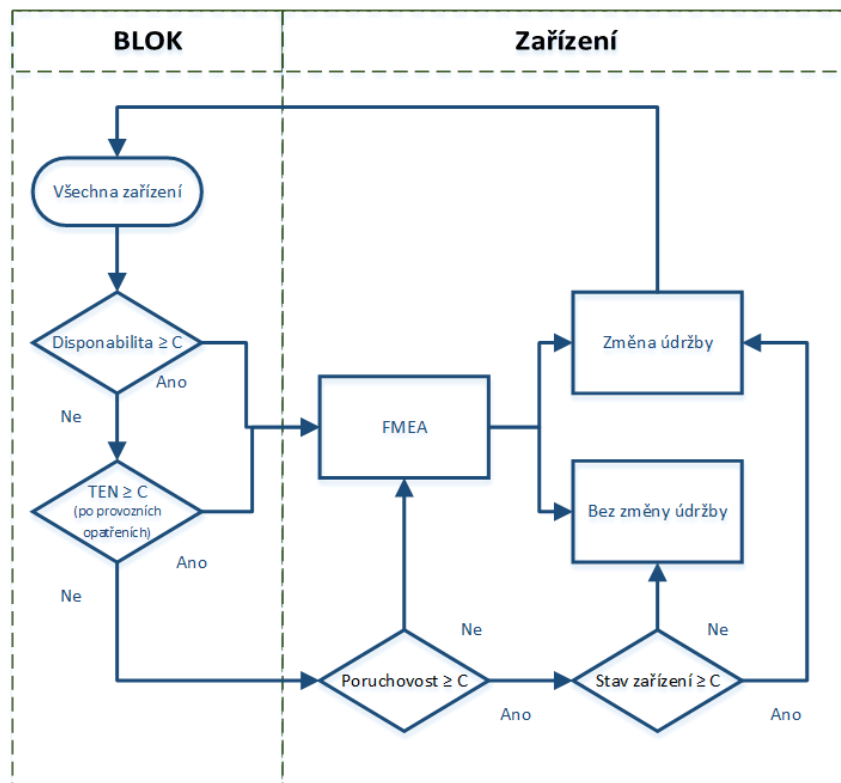 BLOK
Zařízení
Všechna zařízení
Disponabilita ≥ C
Ano
Změna údržby
Ne
FMEA
TEN ≥ C
(po provozních
opatřeních)
Bez změny údržby
Ano
Ne
Ne
Ne
Poruchovost ≥ C
Stav zařízení ≥ C
Ano
Ano